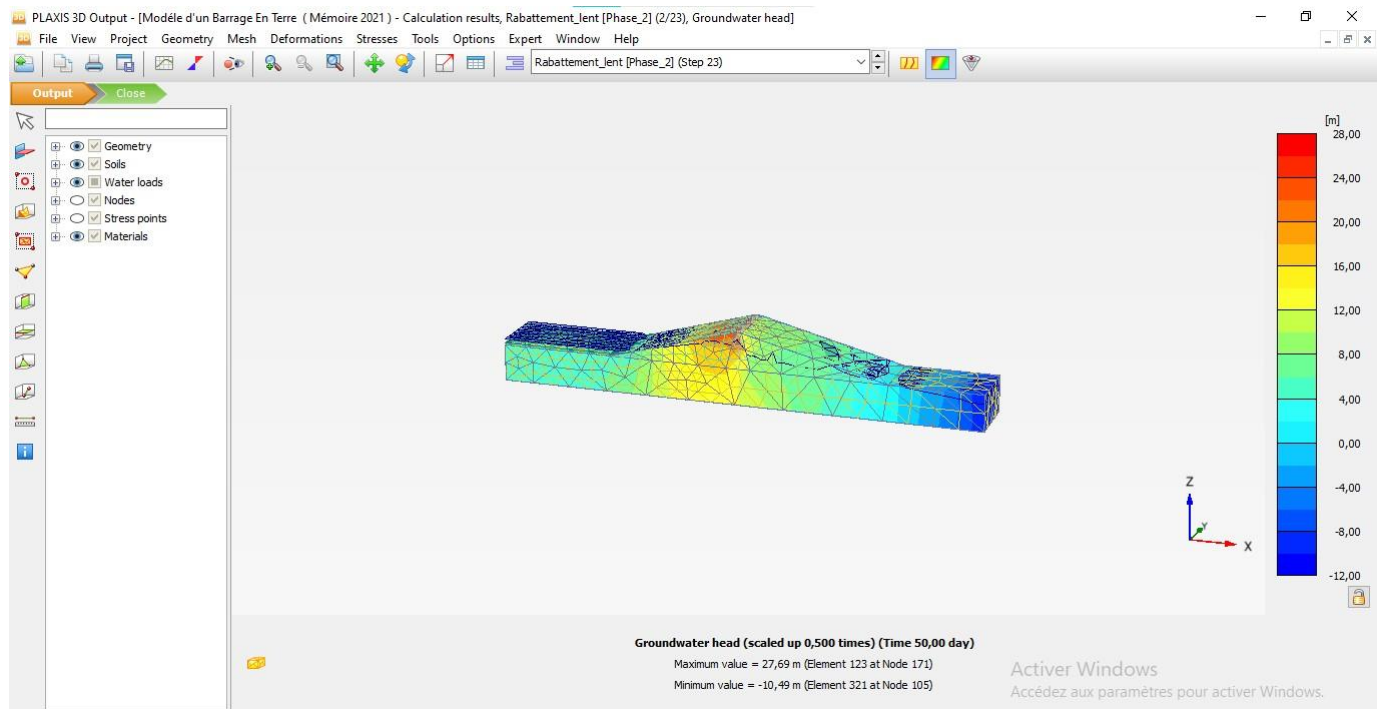 PLAXIS 3D Output - [Modéle d'un Barrage En Terre ( Mémoire 2021 ) - Calculation results, Rabattement_lent [Phase_2] (2/23), Groundwater head]
File View Project Geometry Mesh Deformations Stresses Tools Options Expert Window Help
Rabattement_lent [Phase_2] (Step 23)
Output Close
Geometry
Soils
Water loads
Nodes
Stress points
Materials
[m]
28,00
24,00
20,00
16,00
12,00
8,00
4,00
0,00
-4,00
-8,00
-12,00
Z
Y
X
Groundwater head (scaled up 0,500 times) (Time 50,00 day)
Maximum value = 27,69 m (Element 123 at Node 171)
Minimum value = -10,49 m (Element 321 at Node 105)
Activer Windows
Accédez aux paramètres pour activer Windows.